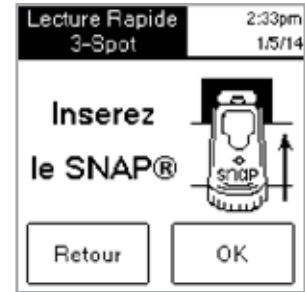 Lecture Rapide
3-Spot
2:33pm
1/5/14
Inserez
le SNAP®
snap
Retour
OK